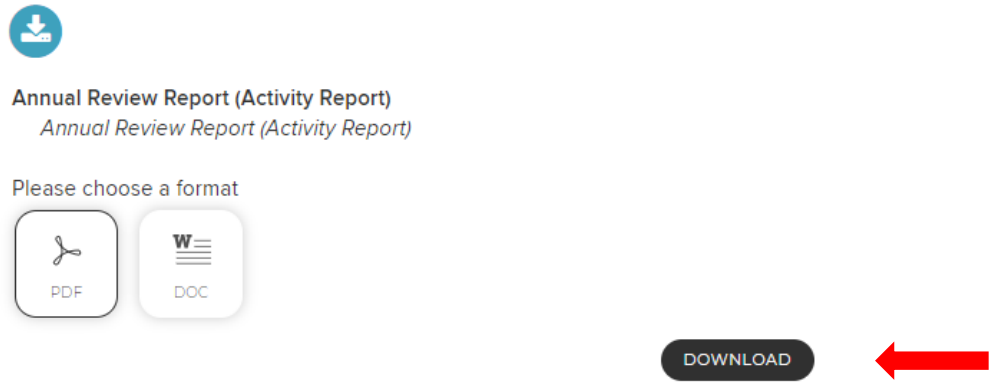 Annual Review Report (Activity Report)
Annual Review Report (Activity Report)
Please choose a format
W
PDF
DOC
DOWNLOAD